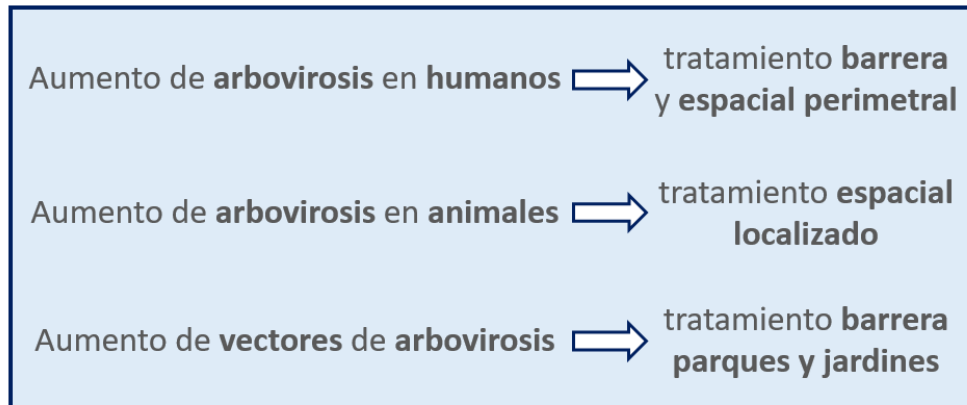 Aumento de arbovirosis en humanos
tratamiento barrera
y espacial perimetral
Aumento de arbovirosis en animales
tratamiento espacial
localizado
Aumento de vectores de arbovirosis
tratamiento barrera
parques y jardines